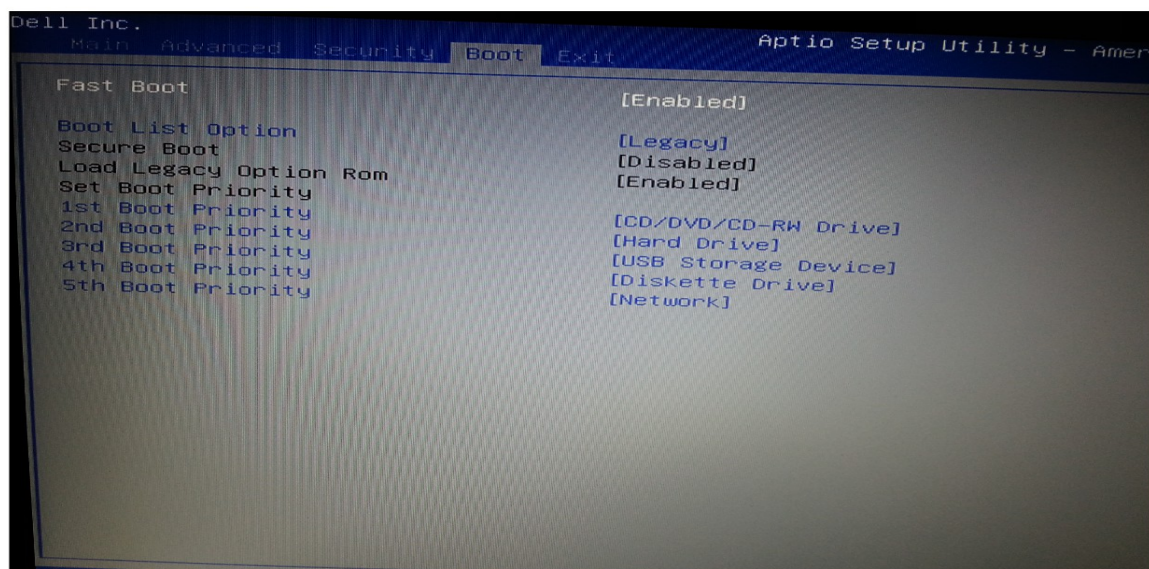 Dell Inc.
Aptio Setup Utility - Amer
Main Advanced Security Boot Exit
Fast Boot [Enabled]
Boot List Option [Legacy]
Secure Boot [Disabled]
Load Legacy Option Rom [Enabled]
Set Boot Priority
1st Boot Priority [CD/DVD/CD-RW Drive]
2nd Boot Priority [Hard Drive]
3rd Boot Priority [USB Storage Device]
4th Boot Priority [Diskette Drive]
5th Boot Priority [Network]